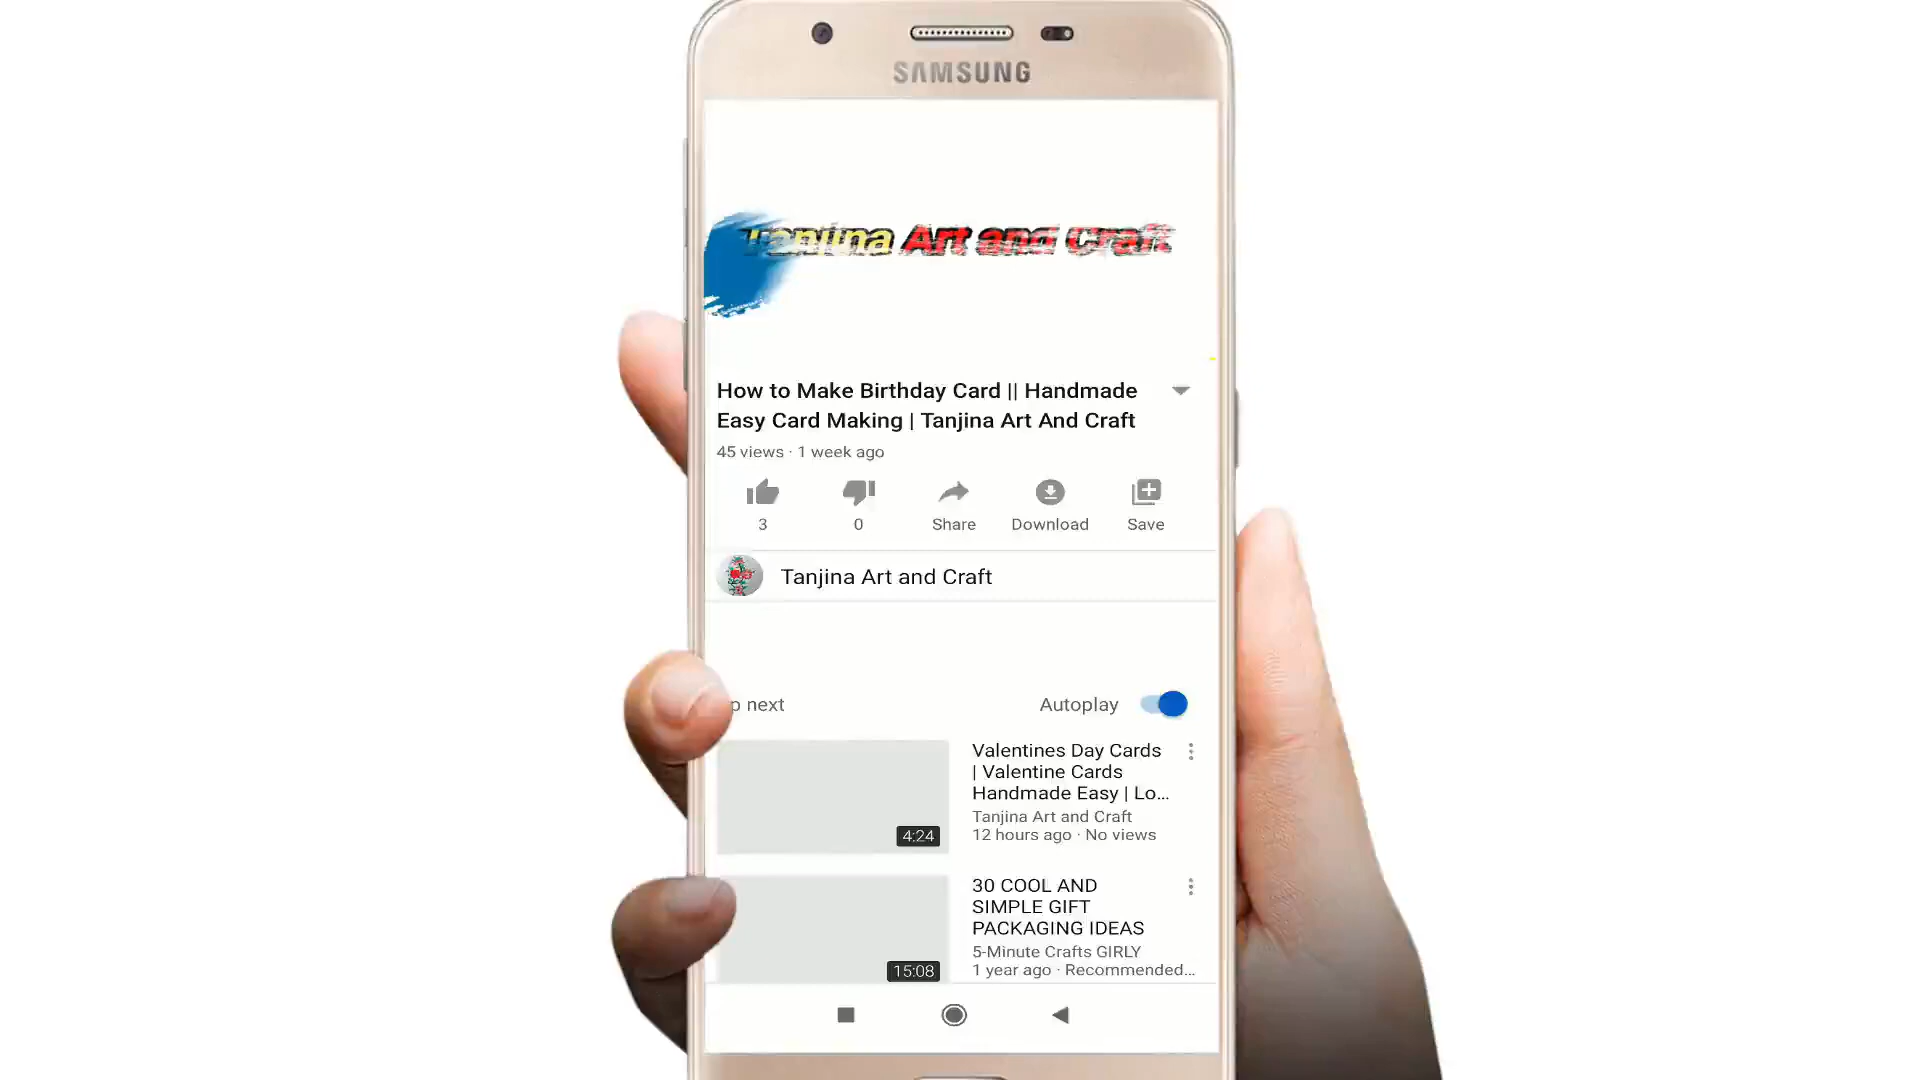 SAMSUNG
Tanjina Art and Craft
How to Make Birthday Card || Handmade
Easy Card Making | Tanjina Art And Craft
45 views · 1 week ago
3
0
Share
Download
Save
Tanjina Art and Craft
p next
Autoplay
Valentines Day Cards
| Valentine Cards
Handmade Easy | Lo...
Tanjina Art and Craft
12 hours ago · No views
4:24
30 COOL AND
SIMPLE GIFT
PACKAGING IDEAS
5-Minute Crafts GIRLY
1 year ago · Recommended...
15:08